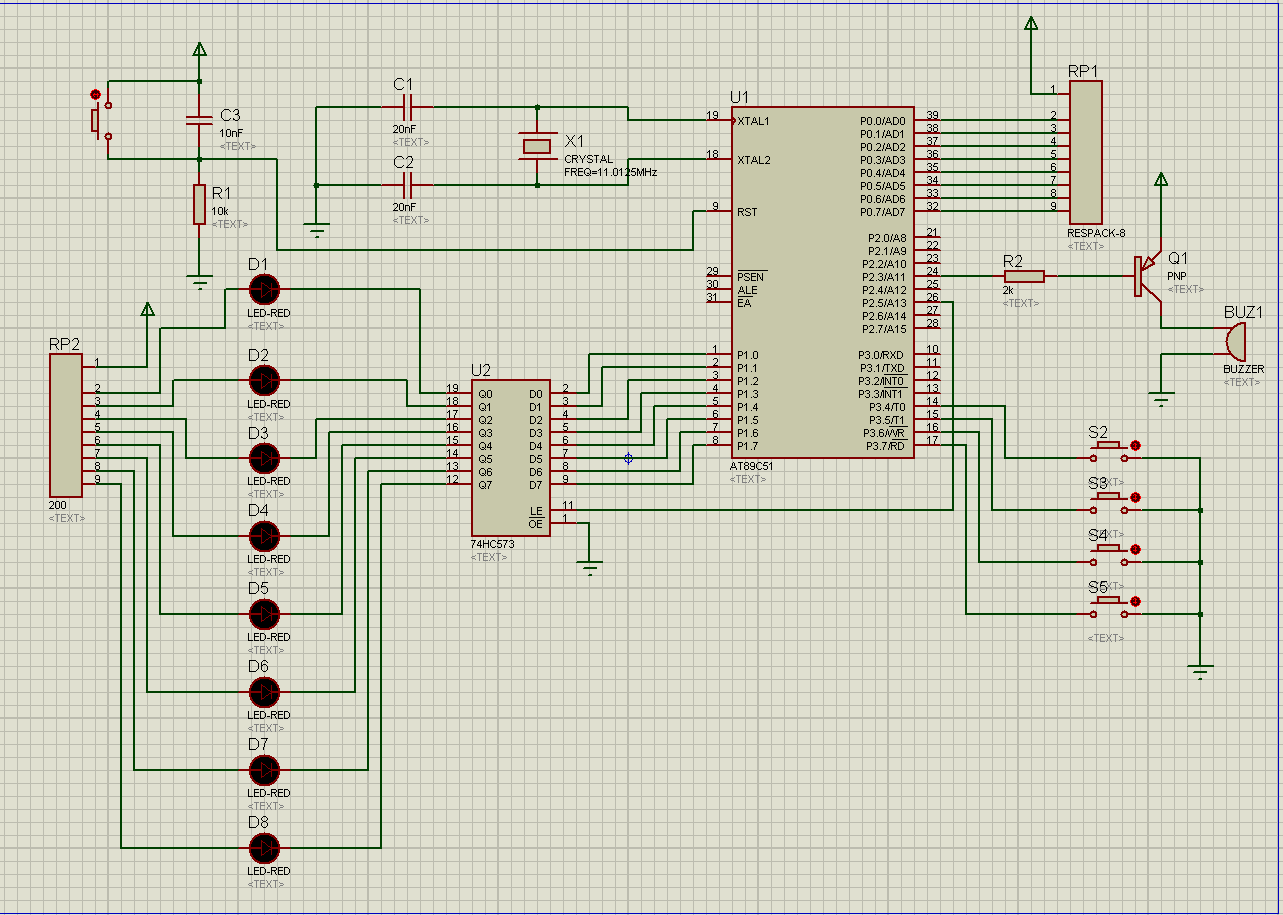 C3
10nF
<TEXT>
R1
10k
<TEXT>
C1
20nF
<TEXT>
C2
20nF
<TEXT>
X1
CRYSTAL
FREQ=11.0125MHz
U1
19 XTAL1
18 XTAL2
9 RST
29 PSEN
30 ALE
31 EA
1 P1.0
2 P1.1
3 P1.2
4 P1.3
5 P1.4
6 P1.5
7 P1.6
8 P1.7
P0.0/AD0 39
P0.1/AD1 38
P0.2/AD2 37
P0.3/AD3 36
P0.4/AD4 35
P0.5/AD5 34
P0.6/AD6 33
P0.7/AD7 32
P2.0/A8 21
P2.1/A9 22
P2.2/A10 23
P2.3/A11 24
P2.4/A12 25
P2.5/A13 26
P2.6/A14 27
P2.7/A15 28
P3.0/RXD 10
P3.1/TXD 11
P3.2/INT0 12
P3.3/INT1 13
P3.4/T0 14
P3.5/T1 15
P3.6/WR 16
P3.7/RD 17
AT89C51
<TEXT>
RP1
1
2
3
4
5
6
7
8
9
RESPACK-8
<TEXT>
R2
2k
<TEXT>
Q1
PNP
<TEXT>
BUZ1
BUZZER
<TEXT>
S2
<TEXT>
S3
<TEXT>
S4
<TEXT>
S5
<TEXT>
RP2
1
2
3
4
5
6
7
8
9
200
<TEXT>
D1
LED-RED
<TEXT>
D2
LED-RED
<TEXT>
D3
LED-RED
<TEXT>
D4
LED-RED
<TEXT>
D5
LED-RED
<TEXT>
D6
LED-RED
<TEXT>
D7
LED-RED
<TEXT>
D8
LED-RED
<TEXT>
U2
19 Q0 D0 2
18 Q1 D1 3
17 Q2 D2 4
16 Q3 D3 5
15 Q4 D4 6
14 Q5 D5 7
13 Q6 D6 8
12 Q7 D7 9
LE 11
OE 1
74HC573
<TEXT>